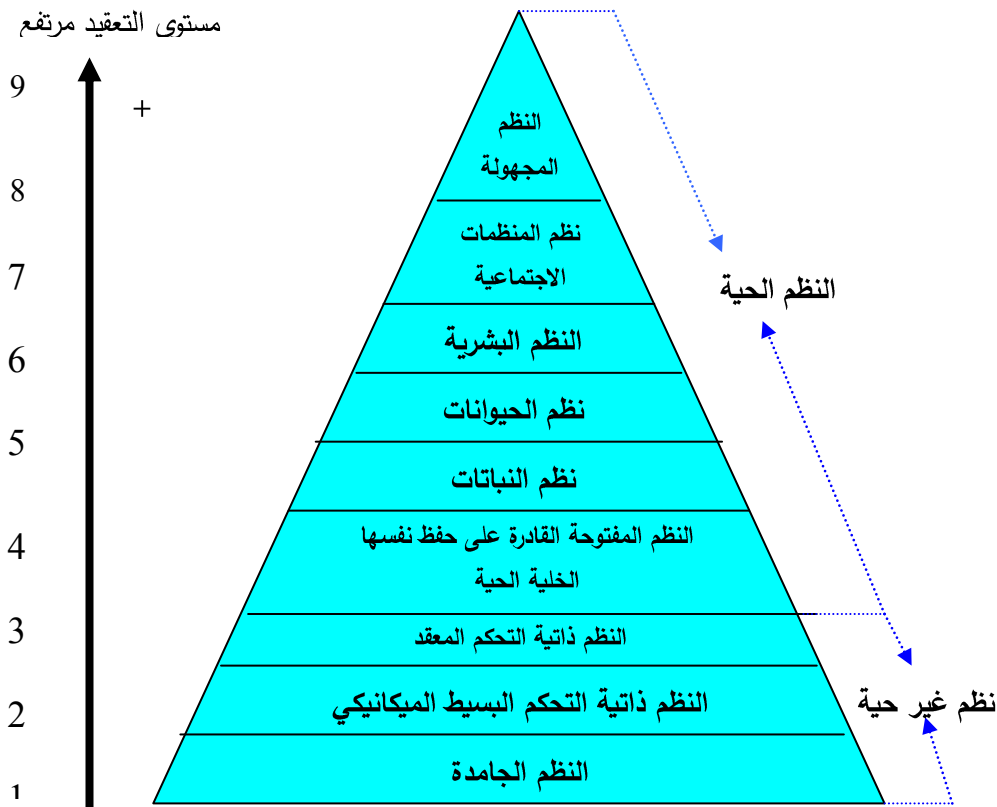 مستوى التعقيد مرتفع
9
+
النظم
المجهولة
8
نظم المنظمات
الاجتماعية
7
النظم الحية
النظم البشرية
6
نظم الحيوانات
5
نظم النباتات
النظم المفتوحة القادرة على حفظ نفسها
4
الخلية الحية
3
النظم ذاتية التحكم المعقد
النظم ذاتية التحكم البسيط الميكانيكي
نظم غير حية
2
النظم الجامدة
1